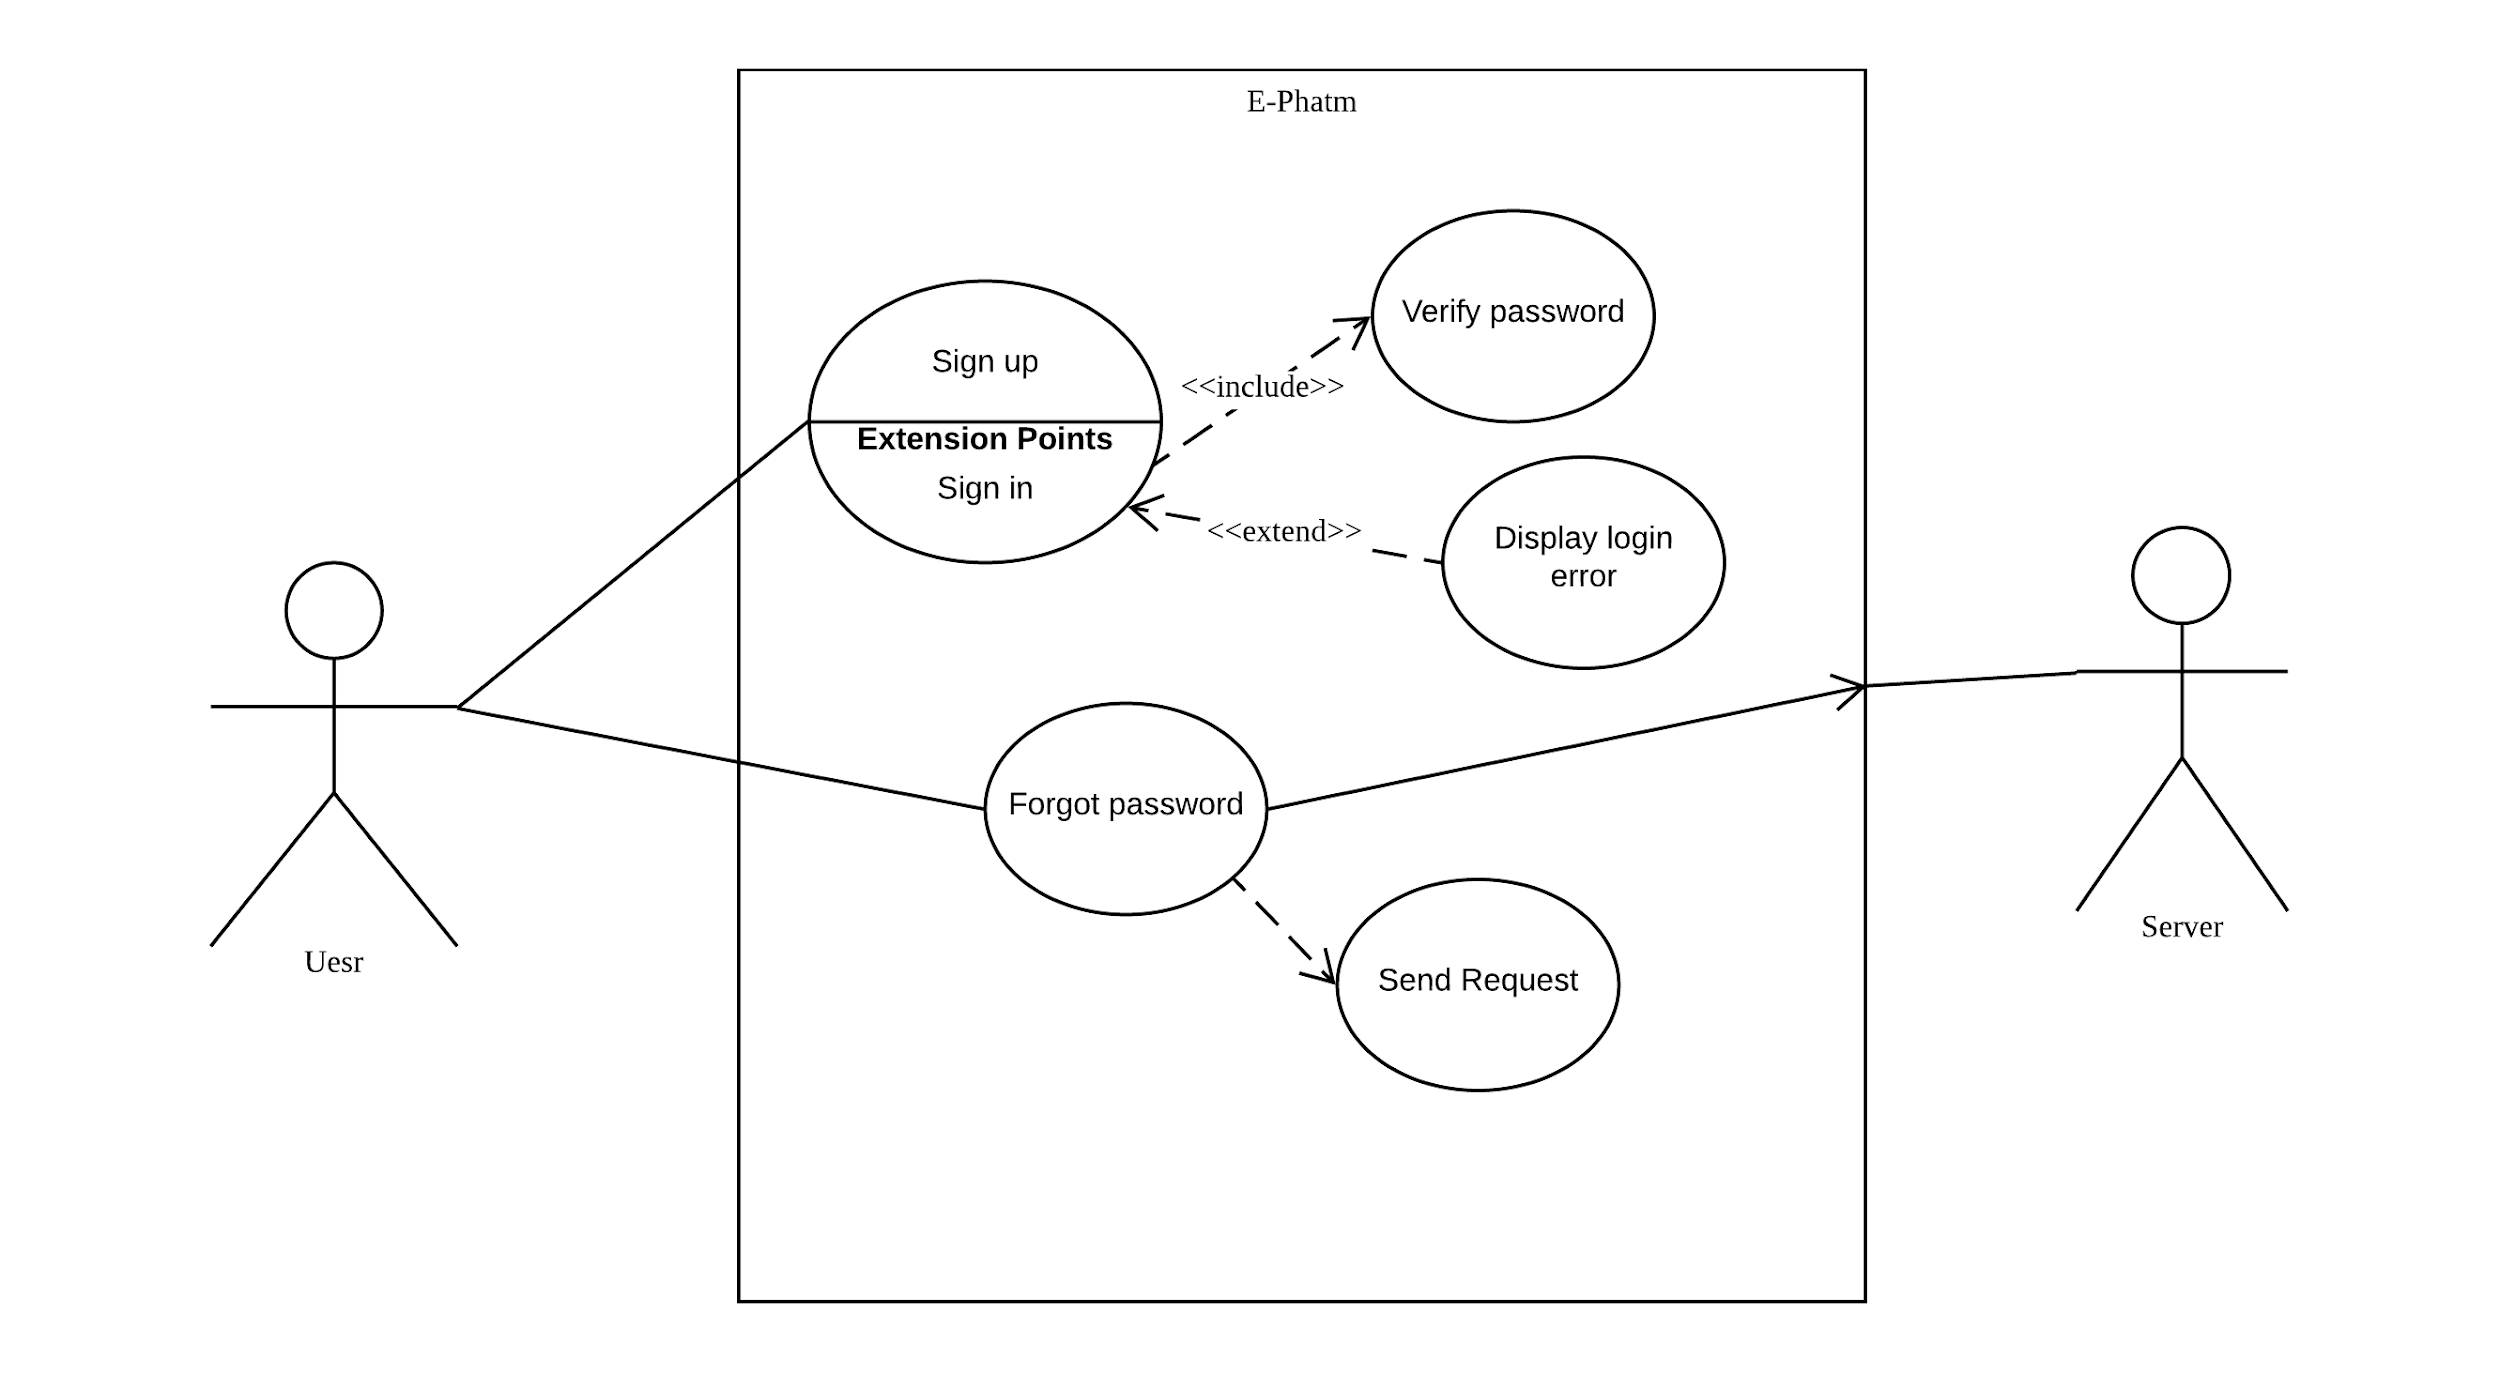 E-Phatm
Verify password
Sign up
<<include>>
Extension Points
Sign in
<<extend>>
Display login
error
Forgot password
Send Request
Uesr
Server